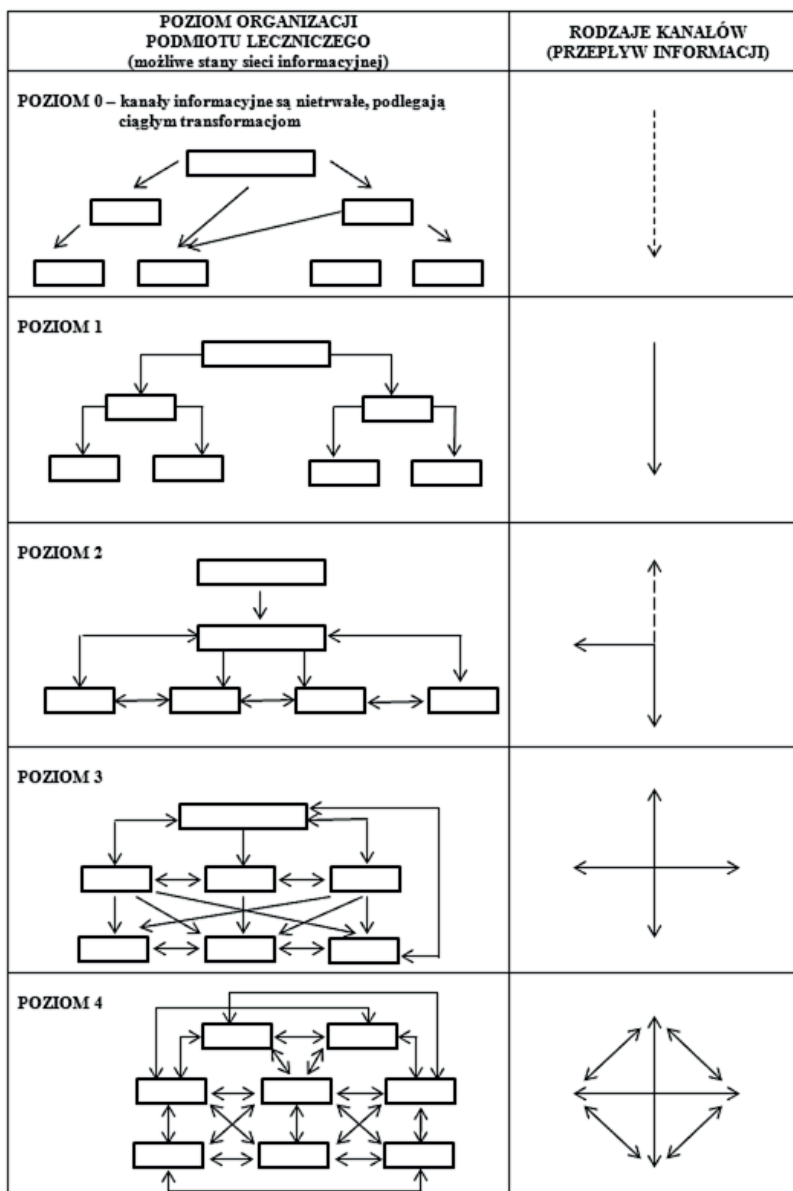 POZIOM ORGANIZACJI
PODMIOTU LECZNICZEGO
(możliwe stany sieci informacyjnej)
RODZAJE KANAŁÓW
(PRZEPŁYW INFORMACJI)
POZIOM 0 – kanały informacyjne są nietrwałe, podlegają
ciągłym transformacjom
POZIOM 1
POZIOM 2
POZIOM 3
POZIOM 4